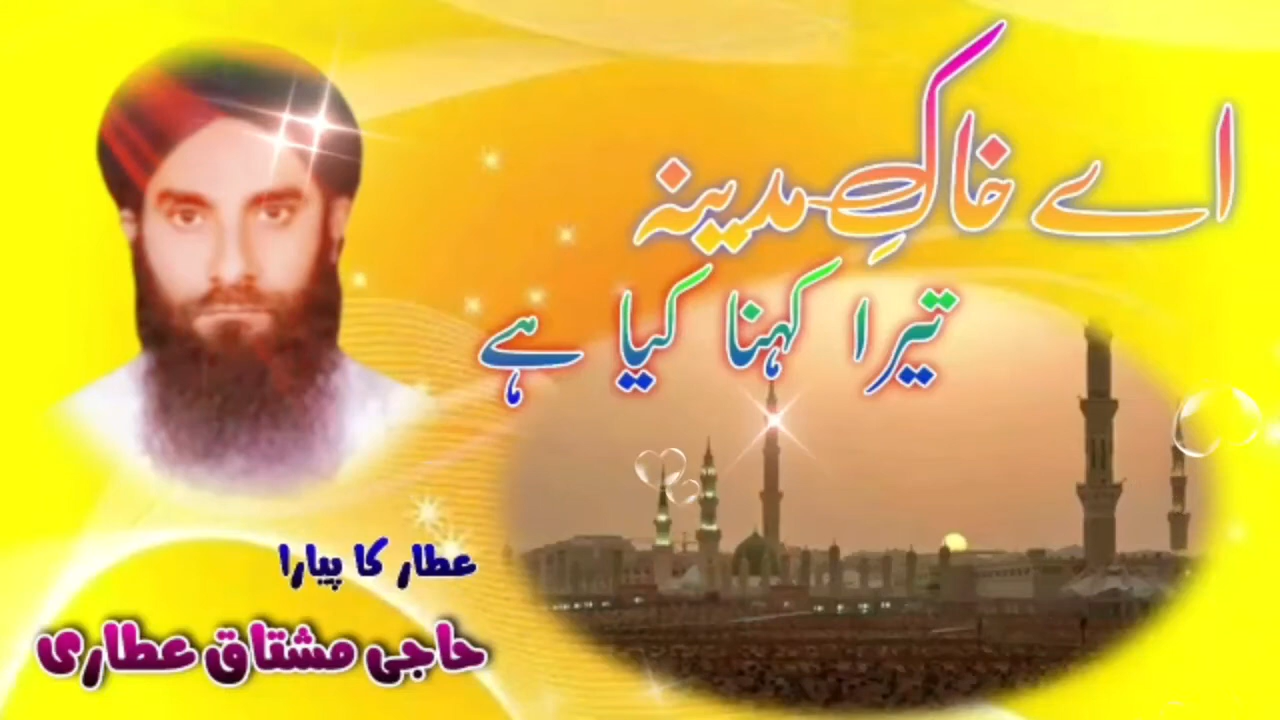 اے خاکِ مدینہ
تیرا کہنا کیا ہے
عطار کا پیارا
حاجی مشتاق عطاری